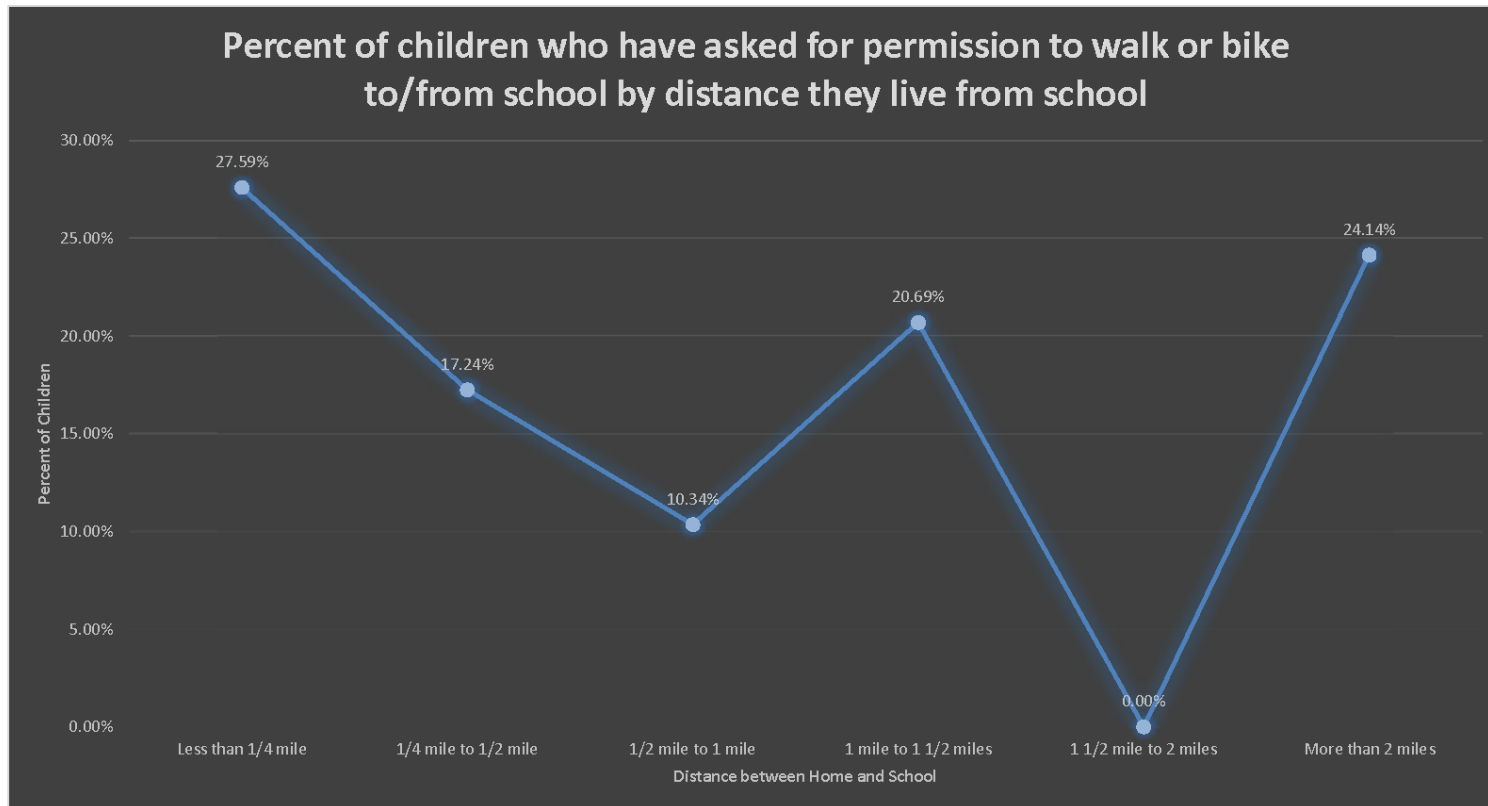 Percent of children who have asked for permission to walk or bike
to/from school by distance they live from school
30.00%
27.59%
25.00%
24.14%
20.69%
20.00%
17.24%
15.00%
10.34%
10.00%
5.00%
0.00%
0.00%
Percent of Children
Less than 1/4 mile
1/4 mile to 1/2 mile
1/2 mile to 1 mile
1 mile to 1 1/2 miles
1 1/2 mile to 2 miles
More than 2 miles
Distance between Home and School